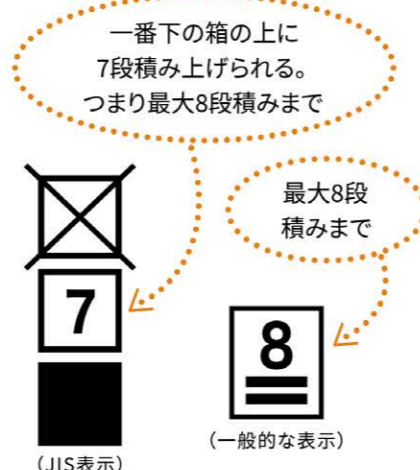 一番下の箱の上に
7段積み上げられる。
つまり最大8段積みまで
最大8段
積みまで
7
8
(JIS表示)
(一般的な表示)